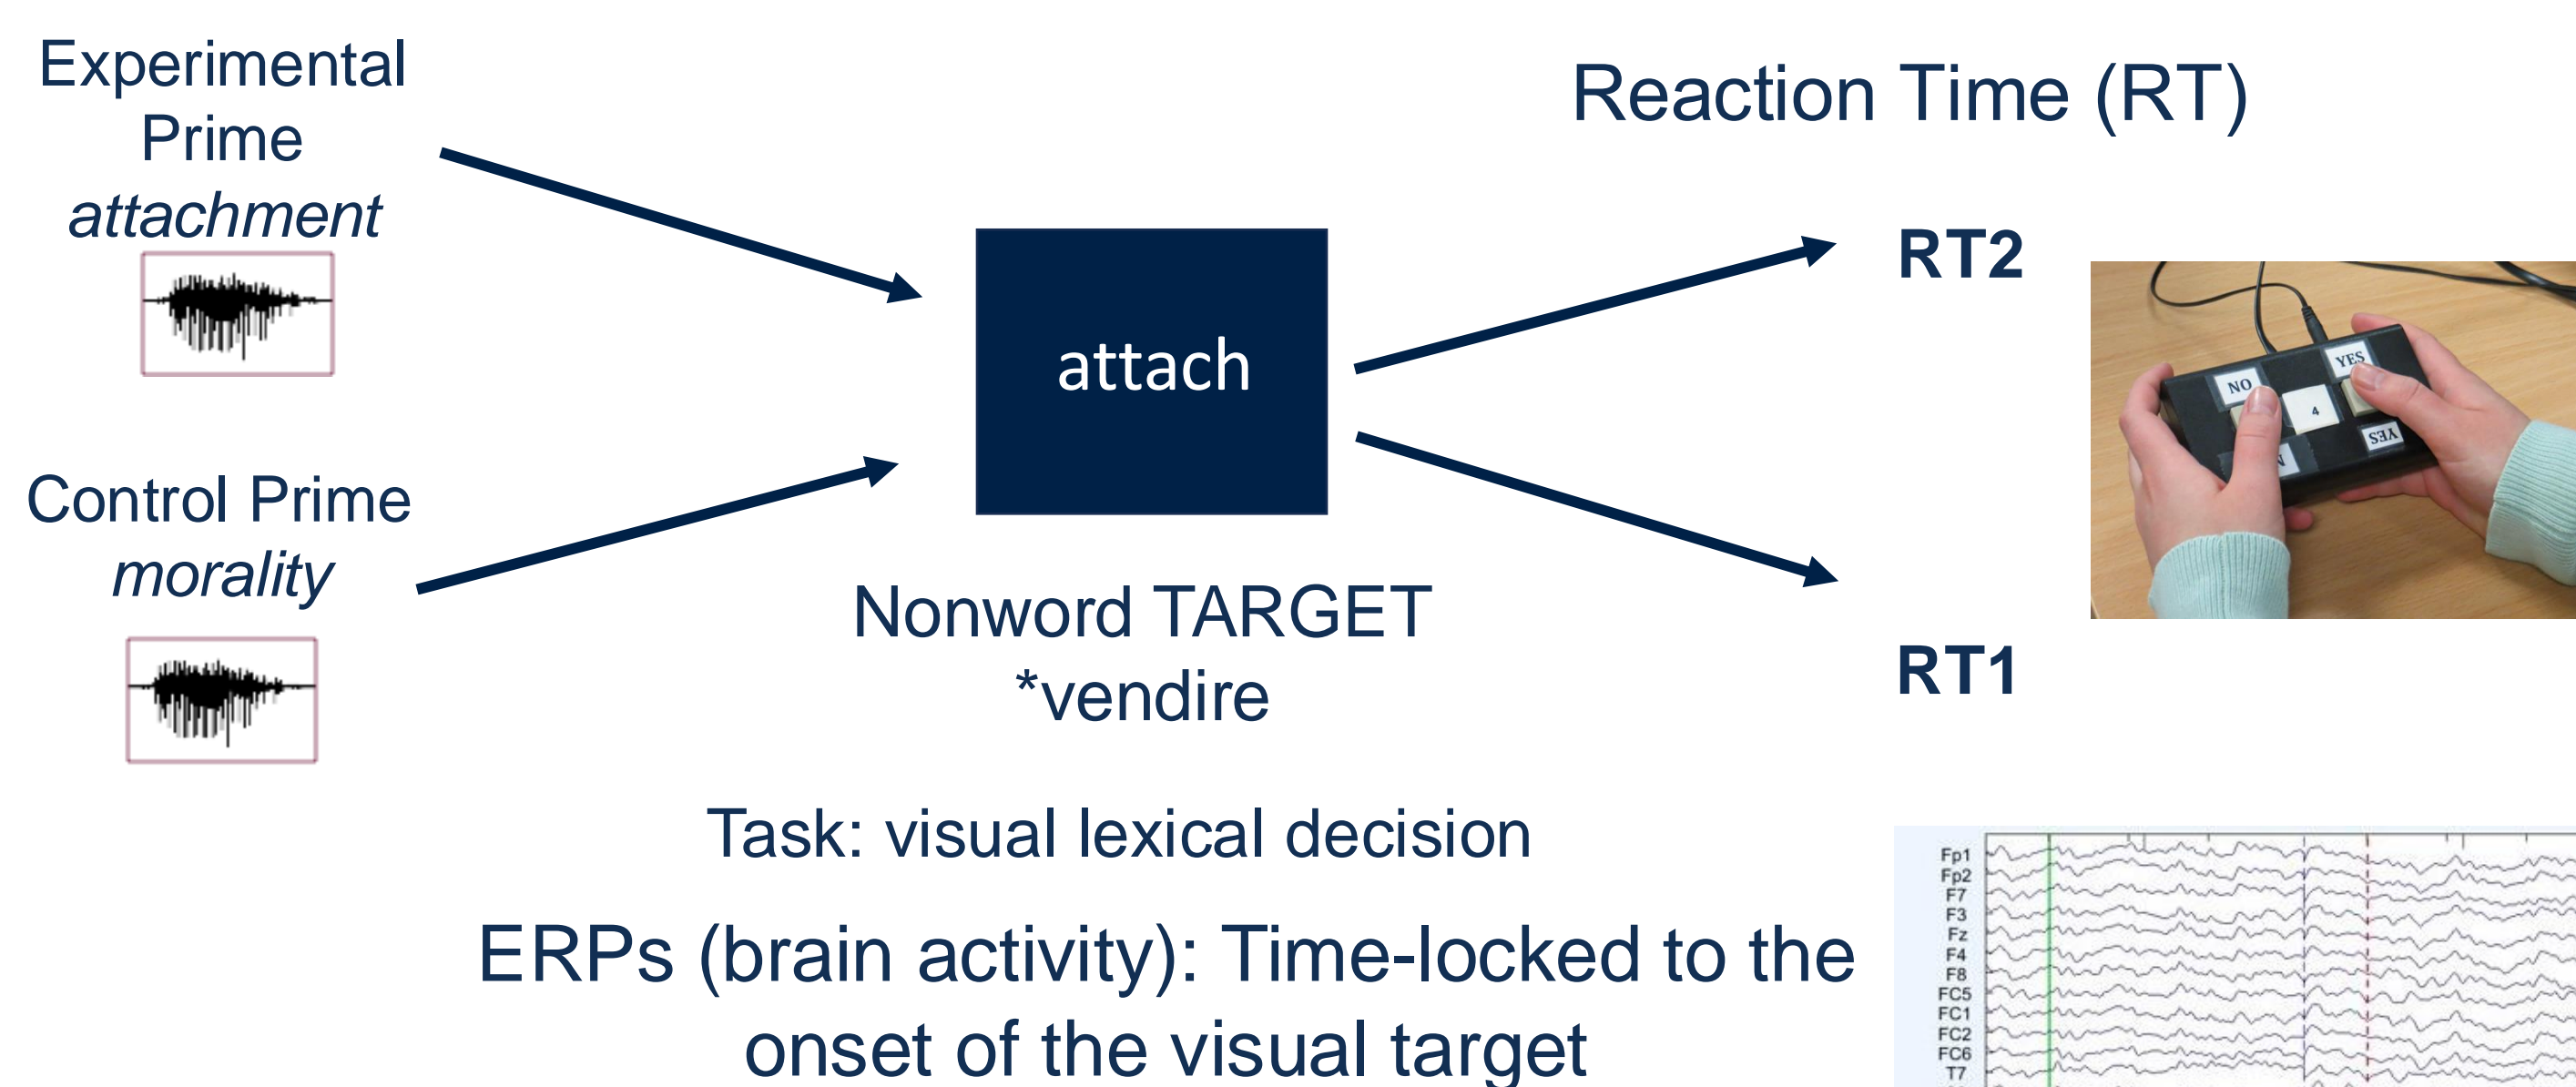 Experimental
Prime
attachment
Control Prime
morality
attach
Nonword TARGET
*vendire
Reaction Time (RT)
RT2
NO
YES
4
YES
RT1
Task: visual lexical decision
ERPs (brain activity): Time-locked to the
onset of the visual target
Fp1
Fp2
F7
F3
Fz
F4
F8
FC5
FC1
FC2
FC6
T7